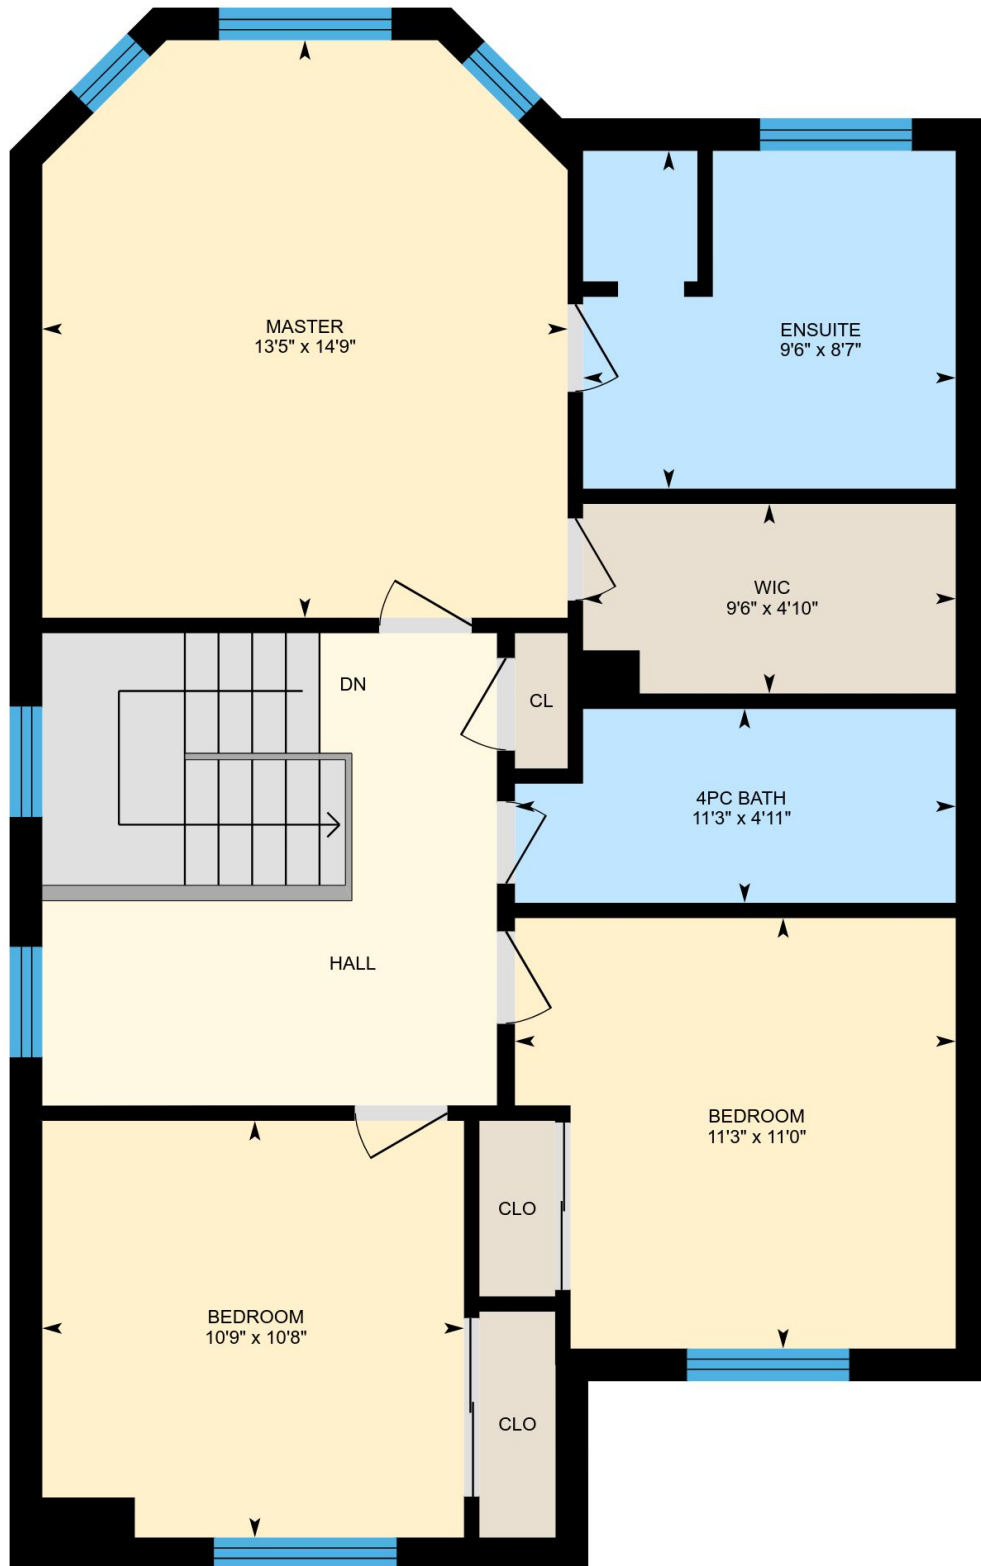 MASTER
13'5" x 14'9"
ENSUITE
9'6" x 8'7"
WIC
9'6" x 4'10"
DN
CL
4PC BATH
11'3" x 4'11"
HALL
BEDROOM
11'3" x 11'0"
CLO
BEDROOM
10'9" x 10'8"
CLO